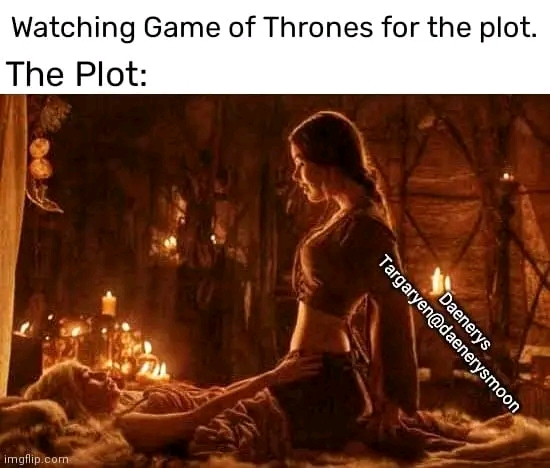 Watching Game of Thrones for the plot.
The Plot:
Daenerys
Targaryen@daenerysmoon
imgflip.com